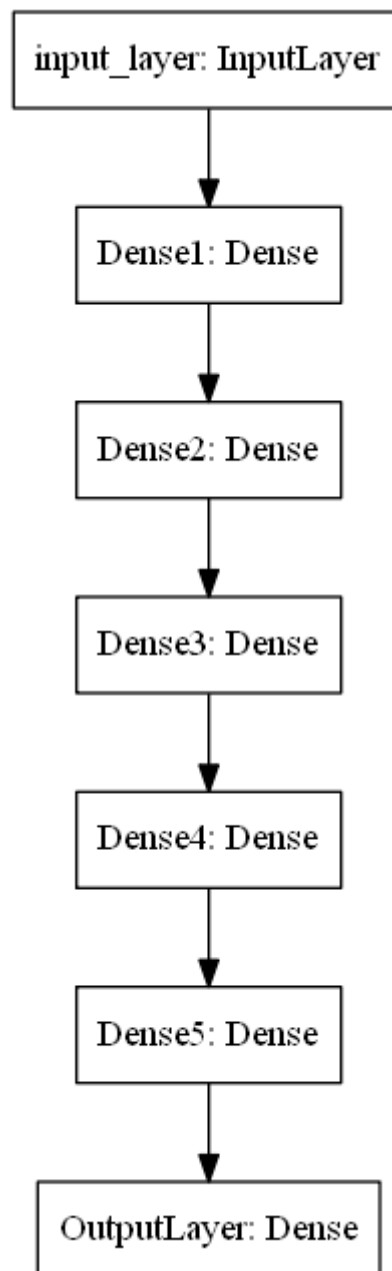 input_layer: InputLayer
Dense1: Dense
Dense2: Dense
Dense3: Dense
Dense4: Dense
Dense5: Dense
OutputLayer: Dense